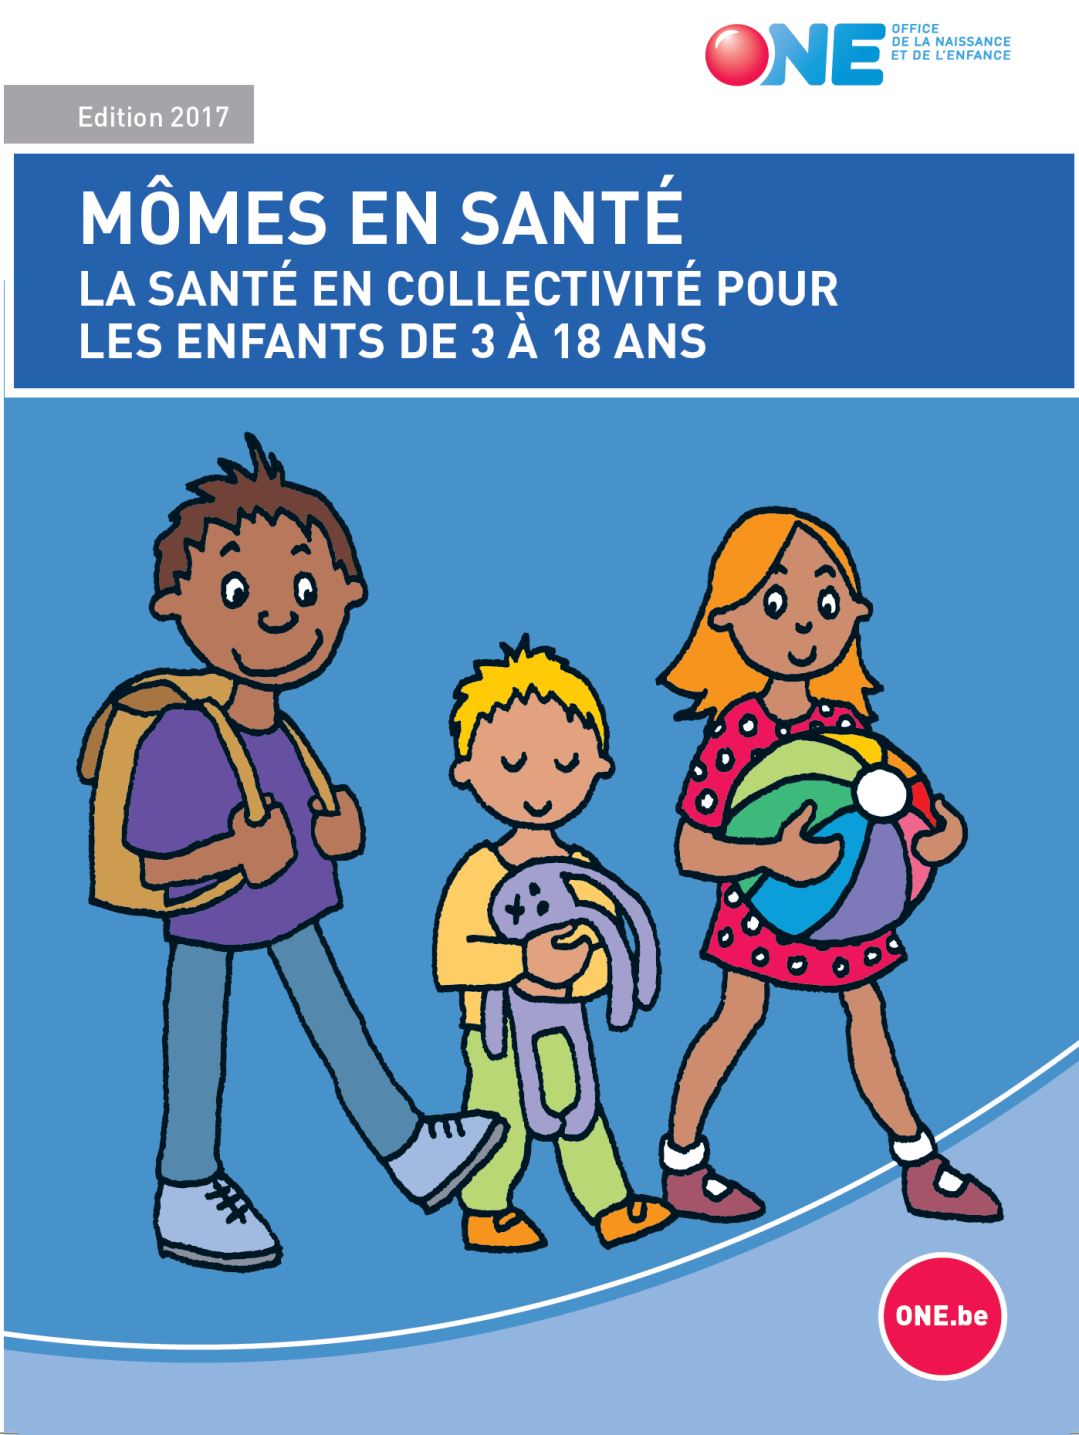 ONE
OFFICE
DE LA NAISSANCE
ET DE L'ENFANCE
Edition 2017
MÔMES EN SANTÉ
LA SANTÉ EN COLLECTIVITÉ POUR
LES ENFANTS DE 3 À 18 ANS
ONE.be